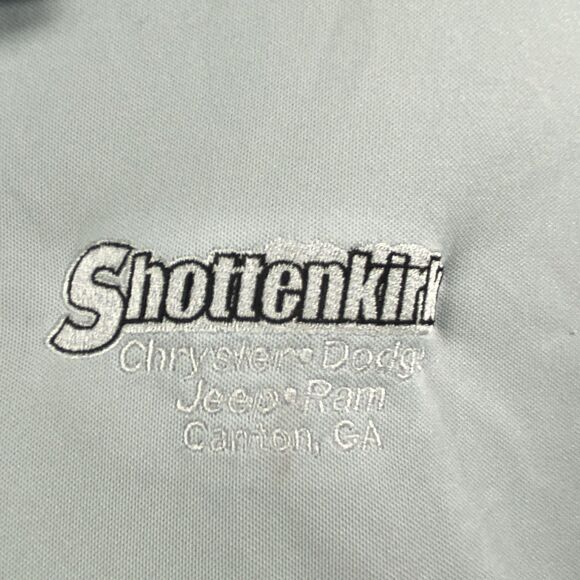 Shottenkirk
Chrysler • Dodge
Jeep • Ram
Canton, GA